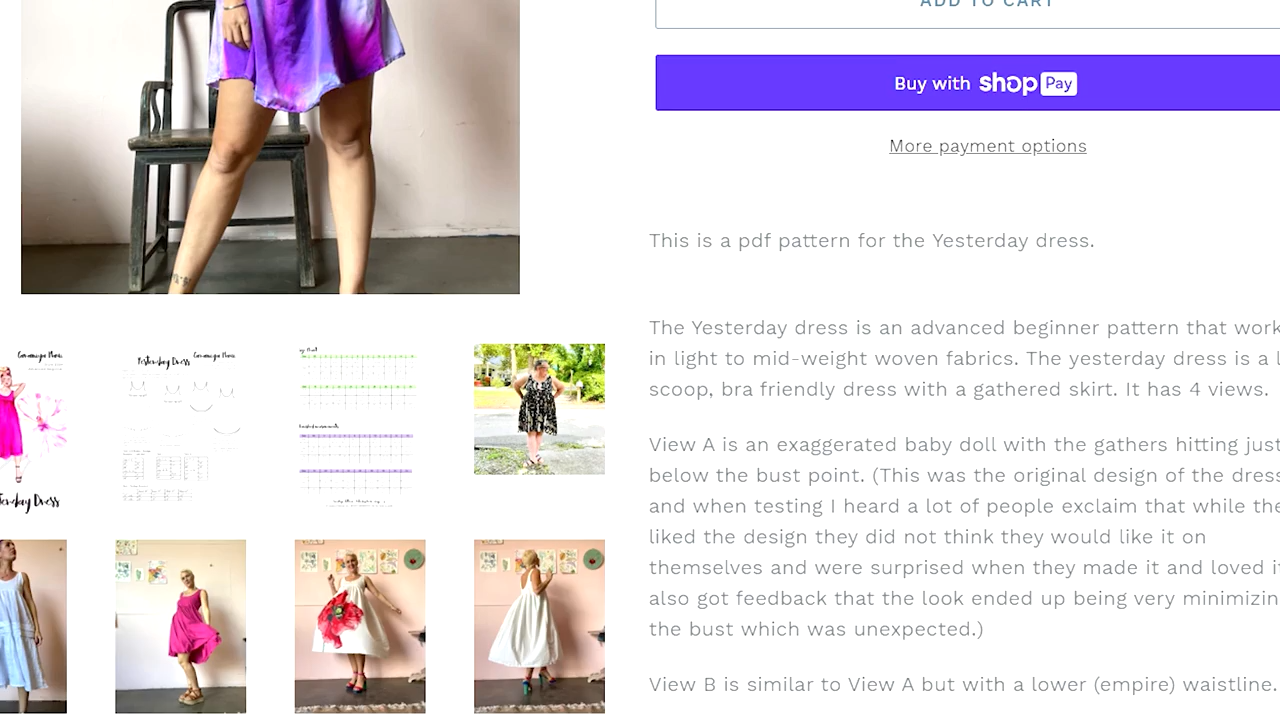 ADD TO CART
Buy with shop Pay
More payment options
This is a pdf pattern for the Yesterday dress.
The Yesterday dress is an advanced beginner pattern that work
in light to mid-weight woven fabrics. The yesterday dress is a l
scoop, bra friendly dress with a gathered skirt. It has 4 views.
View A is an exaggerated baby doll with the gathers hitting just
below the bust point. (This was the original design of the dress
and when testing I heard a lot of people exclaim that while the
liked the design they did not think they would like it on
themselves and were surprised when they made it and loved i
also got feedback that the look ended up being very minimizin
the bust which was unexpected.)
View B is similar to View A but with a lower (empire) waistline.
Yesterday Dress